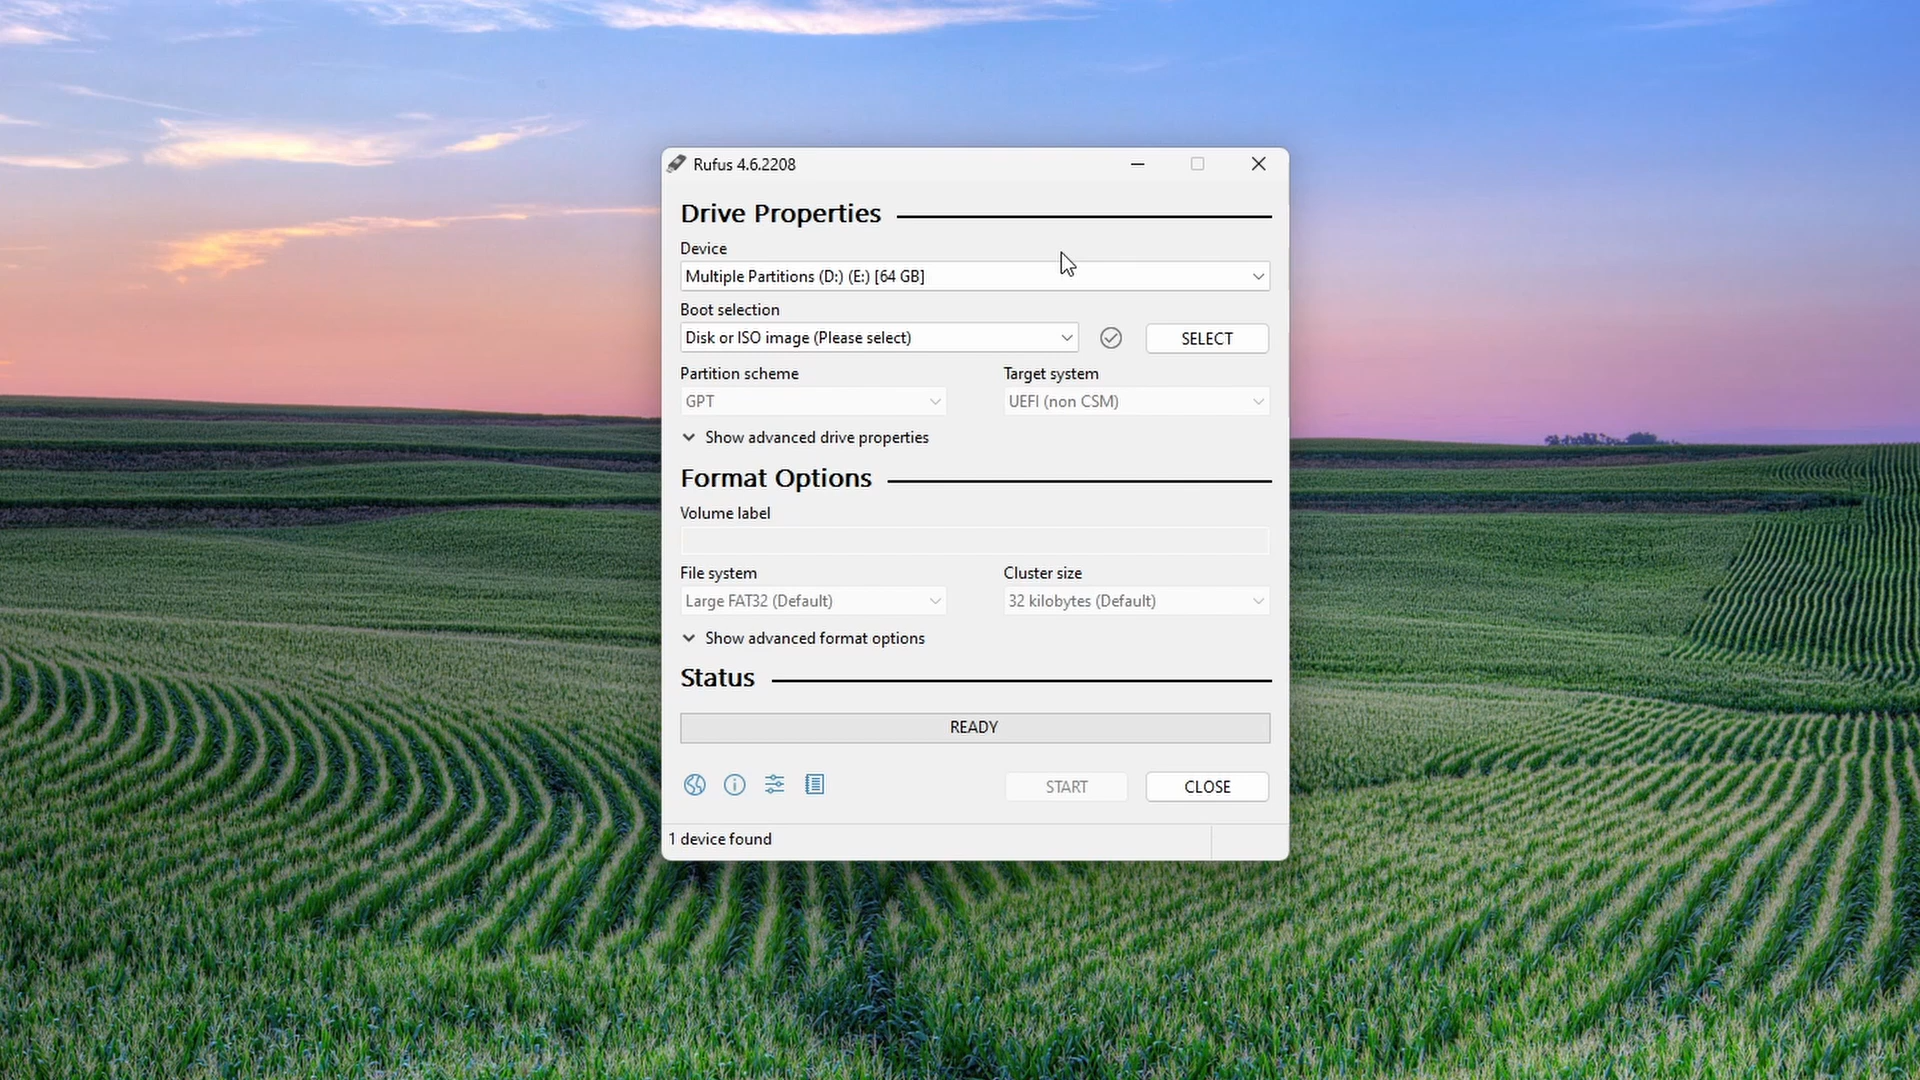 Rufus 4.6.2208
Drive Properties
Device
Multiple Partitions (D:) (E:) [64 GB]
Boot selection
Disk or ISO image (Please select)
SELECT
Partition scheme
Target system
GPT
UEFI (non CSM)
Show advanced drive properties
Format Options
Volume label
File system
Cluster size
Large FAT32 (Default)
32 kilobytes (Default)
Show advanced format options
Status
READY
START
CLOSE
1 device found